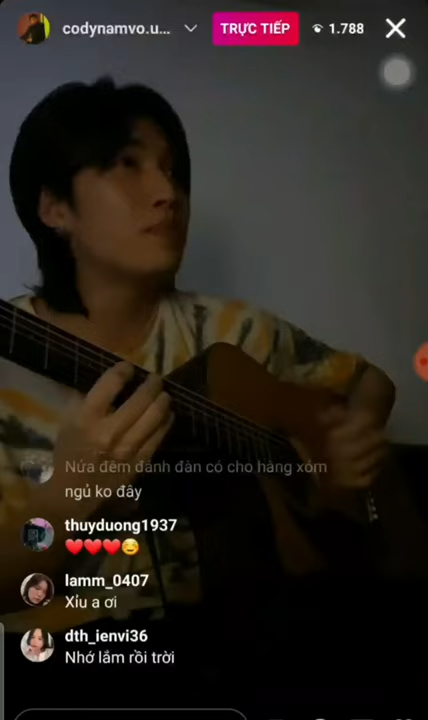 codynamvo.u...
TRỰC TIẾP
1.788
Nửa đêm đánh đàn có cho hàng xóm
ngủ ko đây
thuyduong1937
❤️❤️❤️☺️
lamm_0407
Xỉu a ơi
dth_ienvi36
Nhớ lắm rồi trời